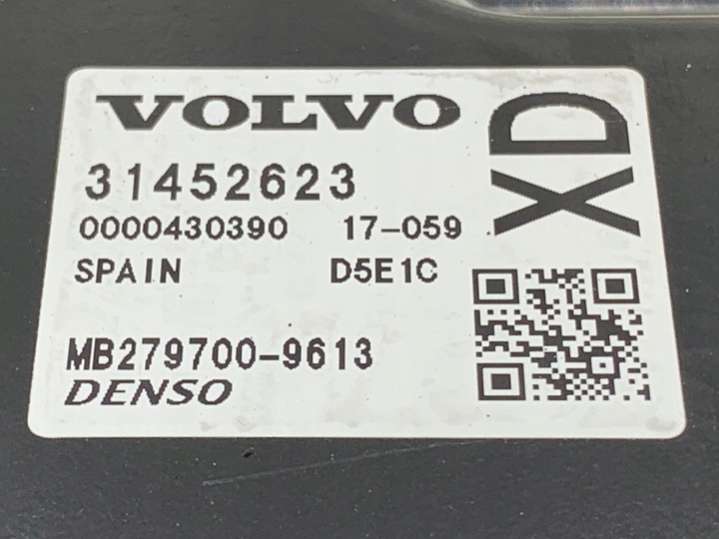 VOLVO
31452623
0000430390 17-059
SPAIN D5E1C
MB279700-9613
DENSO
XD